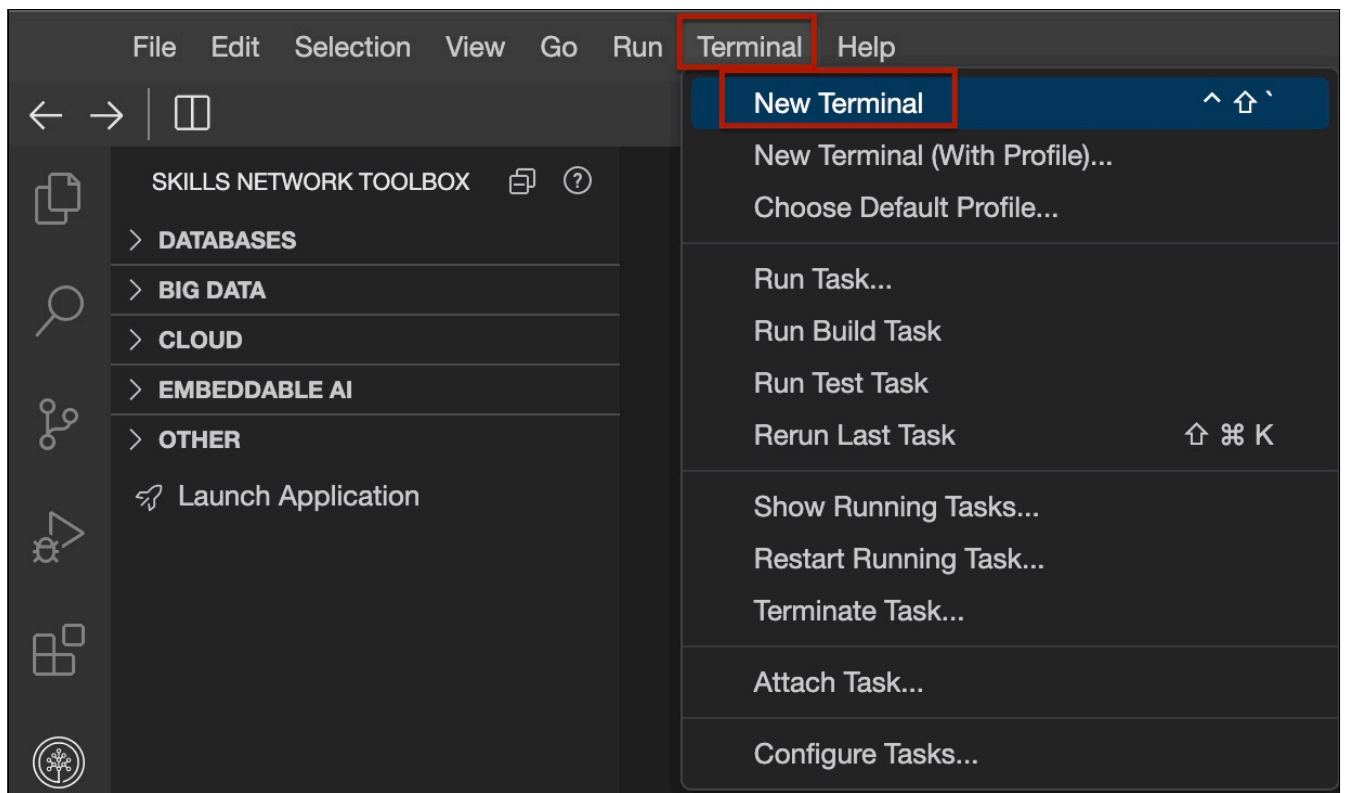 File Edit Selection View Go Run Terminal Help
New Terminal ^ ⇧ `
New Terminal (With Profile)...
Choose Default Profile...
Run Task...
Run Build Task
Run Test Task
Rerun Last Task ⇧ ⌘ K
Show Running Tasks...
Restart Running Task...
Terminate Task...
Attach Task...
Configure Tasks...
SKILLS NETWORK TOOLBOX
DATABASES
BIG DATA
CLOUD
EMBEDDABLE AI
OTHER
Launch Application